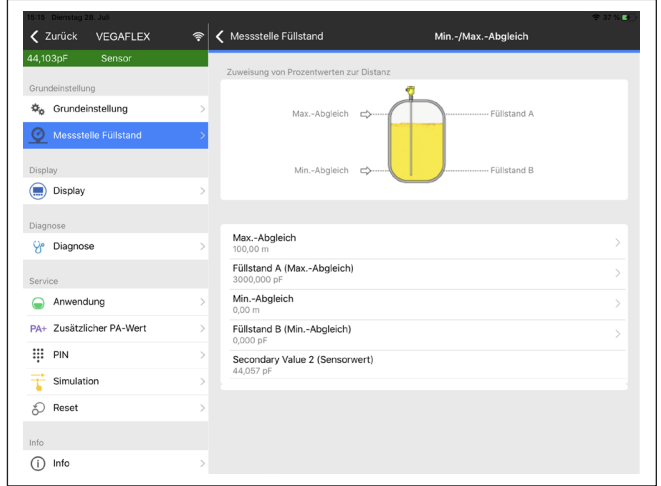 15:15 Dienstag 28. Juli
37 %
Zurück VEGAFLEX
Messstelle Füllstand
Min.-/Max.-Abgleich
44,103pF Sensor
Grundeinstellung
Grundeinstellung
Messstelle Füllstand
Display
Display
Diagnose
Diagnose
Service
Anwendung
PA+ Zusätzlicher PA-Wert
PIN
Simulation
Reset
Info
Info
Zuweisung von Prozentwerten zur Distanz
Max.-Abgleich Füllstand A
Min.-Abgleich Füllstand B
Max.-Abgleich
100,00 m
Füllstand A (Max.-Abgleich)
3000,000 pF
Min.-Abgleich
0,00 m
Füllstand B (Min.-Abgleich)
0,000 pF
Secondary Value 2 (Sensorwert)
44,057 pF